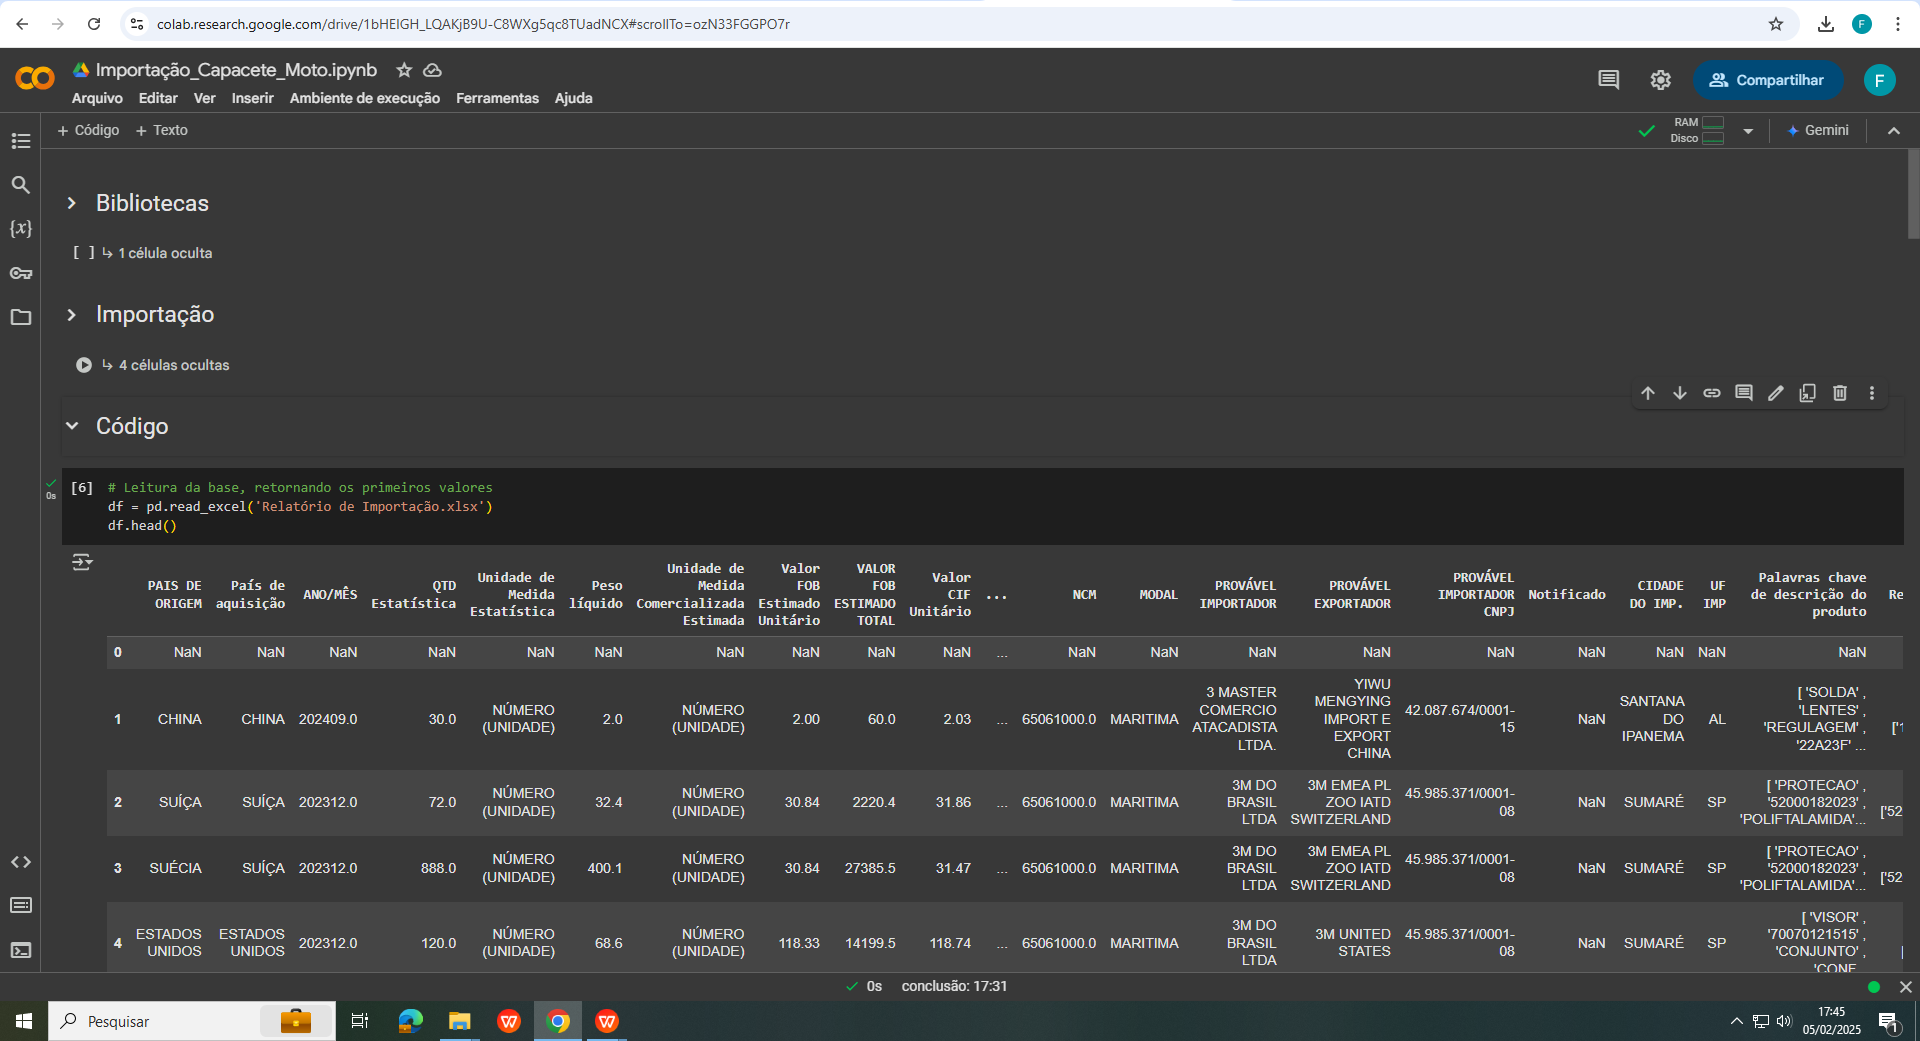 colab.research.google.com/drive/1bHEIGH_LQAKjB9U-C8WXg5qc8TUadNCX#scrollTo=ozN33FGGPO7r
F
CO
Importação_Capacete_Moto.ipynb
Arquivo Editar Ver Inserir Ambiente de execução Ferramentas Ajuda
Compartilhar
F
+ Código + Texto
RAM
Disco
Gemini
{x}
Bibliotecas
[ ] ↳ 1 célula oculta
Importação
↳ 4 células ocultas
Código
0s
[6] # Leitura da base, retornando os primeiros valores
df = pd.read_excel('Relatório de Importação.xlsx')
df.head()
PAIS DE ORIGEM País de aquisição ANO/MÊS QTD Estatística Unidade de Medida Estatística Peso líquido Unidade de Medida Comercializada Estimada Valor FOB Estimado Unitário VALOR FOB ESTIMADO TOTAL Valor CIF Unitário ... NCM MODAL PROVÁVEL IMPORTADOR PROVÁVEL EXPORTADOR PROVÁVEL IMPORTADOR CNPJ Notificado CIDADE DO IMP. UF IMP Palavras chave de descrição do produto Re
0 NaN NaN NaN NaN NaN NaN NaN NaN NaN NaN ... NaN NaN NaN NaN NaN NaN NaN NaN NaN
1 CHINA CHINA 202409.0 30.0 NÚMERO (UNIDADE) 2.0 NÚMERO (UNIDADE) 2.00 60.0 2.03 ... 65061000.0 MARITIMA 3 MASTER COMERCIO ATACADISTA LTDA. YIWU MENGYING IMPORT E EXPORT CHINA 42.087.674/0001-15 NaN SANTANA DO IPANEMA AL [ 'SOLDA' , 'LENTES' , 'REGULAGEM' , '22A23F' ... ['1
2 SUÍÇA SUÍÇA 202312.0 72.0 NÚMERO (UNIDADE) 32.4 NÚMERO (UNIDADE) 30.84 2220.4 31.86 ... 65061000.0 MARITIMA 3M DO BRASIL LTDA 3M EMEA PL ZOO IATD SWITZERLAND 45.985.371/0001-08 NaN SUMARÉ SP [ 'PROTECAO' , '52000182023' , 'POLIFTALAMIDA'... ['52
3 SUÉCIA SUÍÇA 202312.0 888.0 NÚMERO (UNIDADE) 400.1 NÚMERO (UNIDADE) 30.84 27385.5 31.47 ... 65061000.0 MARITIMA 3M DO BRASIL LTDA 3M EMEA PL ZOO IATD SWITZERLAND 45.985.371/0001-08 NaN SUMARÉ SP [ 'PROTECAO' , '52000182023' , 'POLIFTALAMIDA'... ['52
4 ESTADOS UNIDOS ESTADOS UNIDOS 202312.0 120.0 NÚMERO (UNIDADE) 68.6 NÚMERO (UNIDADE) 118.33 14199.5 118.74 ... 65061000.0 MARITIMA 3M DO BRASIL LTDA 3M UNITED STATES 45.985.371/0001-08 NaN SUMARÉ SP [ 'VISOR' , '70070121515' , 'CONJUNTO' , 'CONE [
0s conclusão: 17:31
Pesquisar
17:45
05/02/2025
1